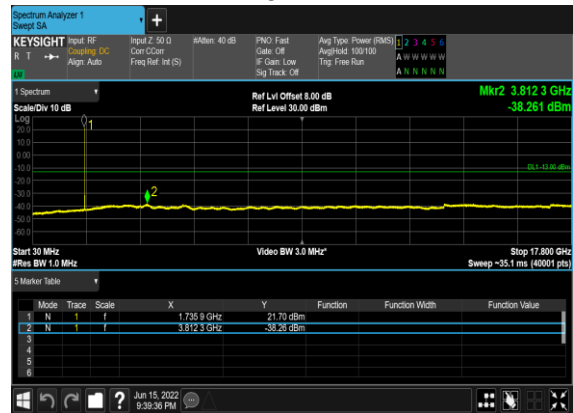 Spectrum Analyzer 1
Swept SA
+
KEYSIGHT Input: RF Input Z: 50 Ω #Atten: 40 dB PNO: Fast Avg Type: Power (RMS) 1 2 3 4 5 6
R T Coupling: DC Corr CCorr Gate: Off Avg|Hold: 100/100 A W W W W W
Align: Auto Freq Ref: Int (S) IF Gain: Low Trig: Free Run
LXI Sig Track: Off A N N N N N
1 Spectrum Ref Lvl Offset 8.00 dB Mkr2 3.812 3 GHz
Scale/Div 10 dB Ref Level 30.00 dBm -38.261 dBm
Log
20.0 1
10.0
0.00
-10.0 DL1 -13.00 dBm
-20.0
-30.0 2
-40.0
-50.0
-60.0
Start 30 MHz Video BW 3.0 MHz* Stop 17.800 GHz
#Res BW 1.0 MHz Sweep ~35.1 ms (40001 pts)
5 Marker Table
Mode Trace Scale X Y Function Function Width Function Value
1 N 1 f 1.735 9 GHz 21.70 dBm
2 N 1 f 3.812 3 GHz -38.26 dBm
3
4
5
6
? Jun 15, 2022
9:39:36 PM